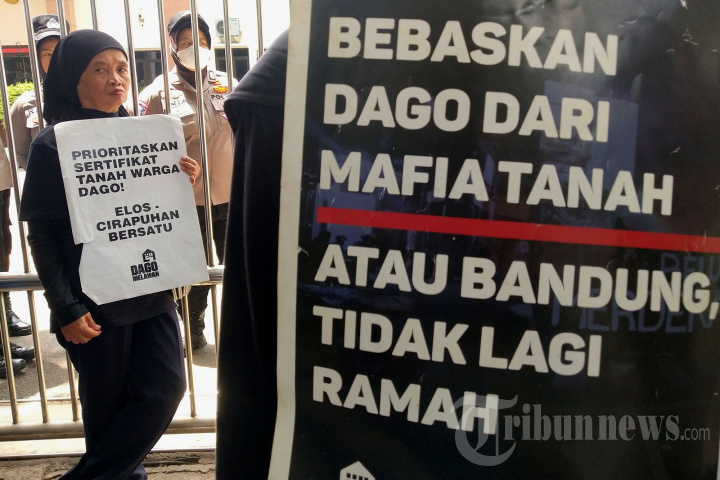 PRIORITASKAN
SERTIFIKAT
TANAH WARGA
DAGO!
ELOS -
CIRAPUHAN
BERSATU
DAGO
MELAWAN
BEBASKAN
DAGO DARI
MAFIA TANAH
ATAU BANDUNG,
TIDAK LAGI
RAMAH
Tribunnews.com